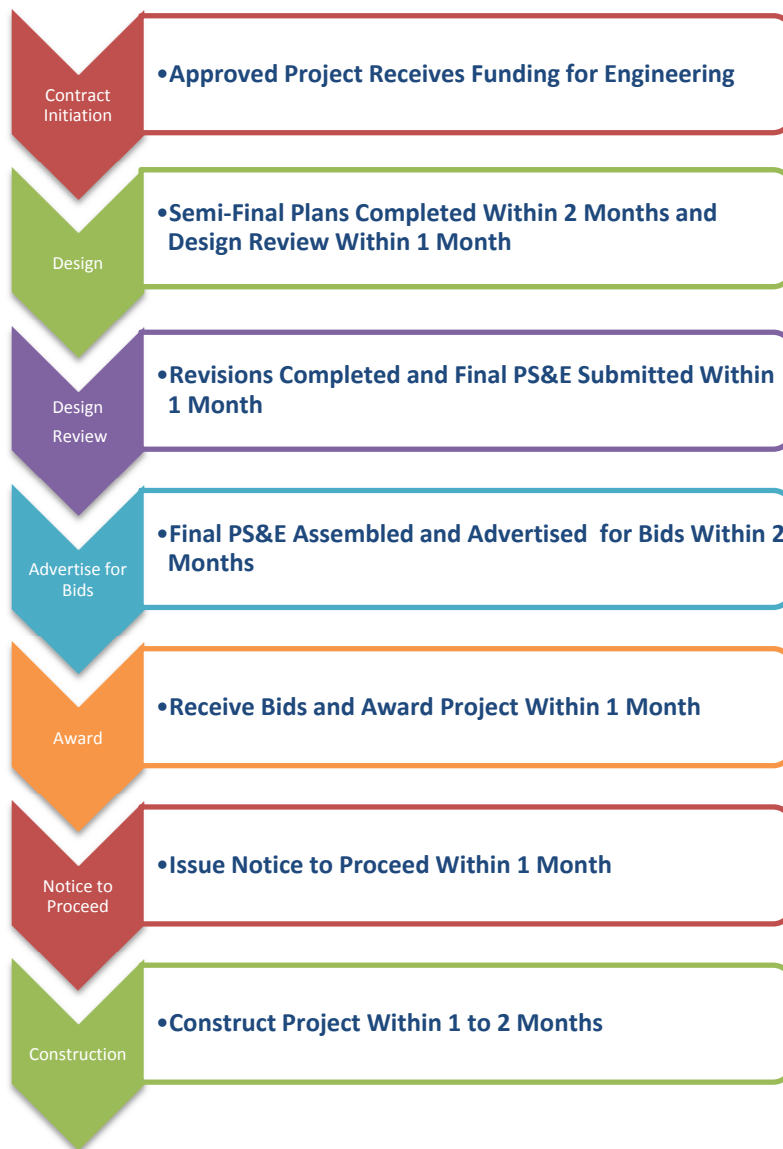 Contract
Initiation
•Approved Project Receives Funding for Engineering
Design
•Semi-Final Plans Completed Within 2 Months and
Design Review Within 1 Month
Design
Review
•Revisions Completed and Final PS&E Submitted Within
1 Month
Advertise for
Bids
•Final PS&E Assembled and Advertised for Bids Within 2
Months
Award
•Receive Bids and Award Project Within 1 Month
Notice to
Proceed
•Issue Notice to Proceed Within 1 Month
Construction
•Construct Project Within 1 to 2 Months